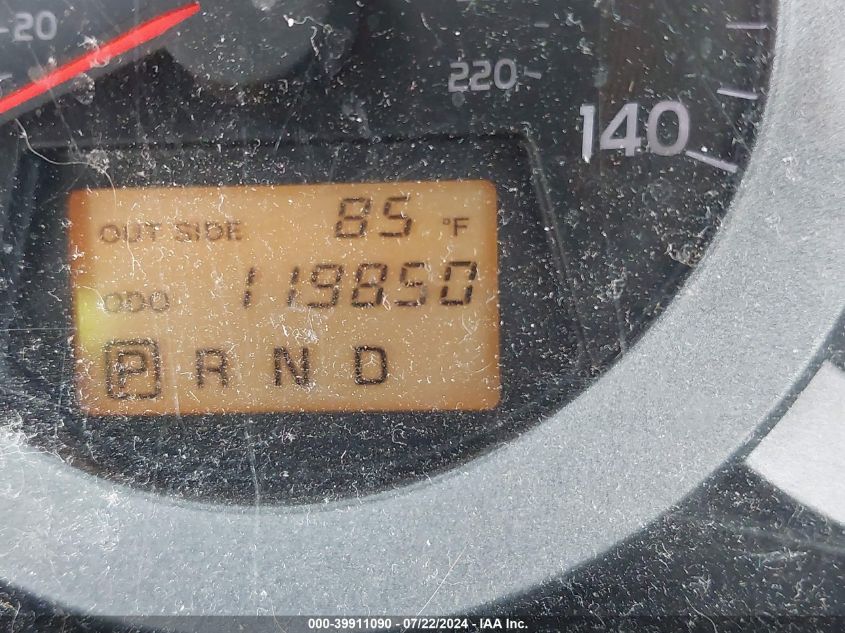 20
220
140
OUT SIDE 85 °F
ODO 119850
P R N D
000-39911090 - 07/22/2024 - IAA Inc.